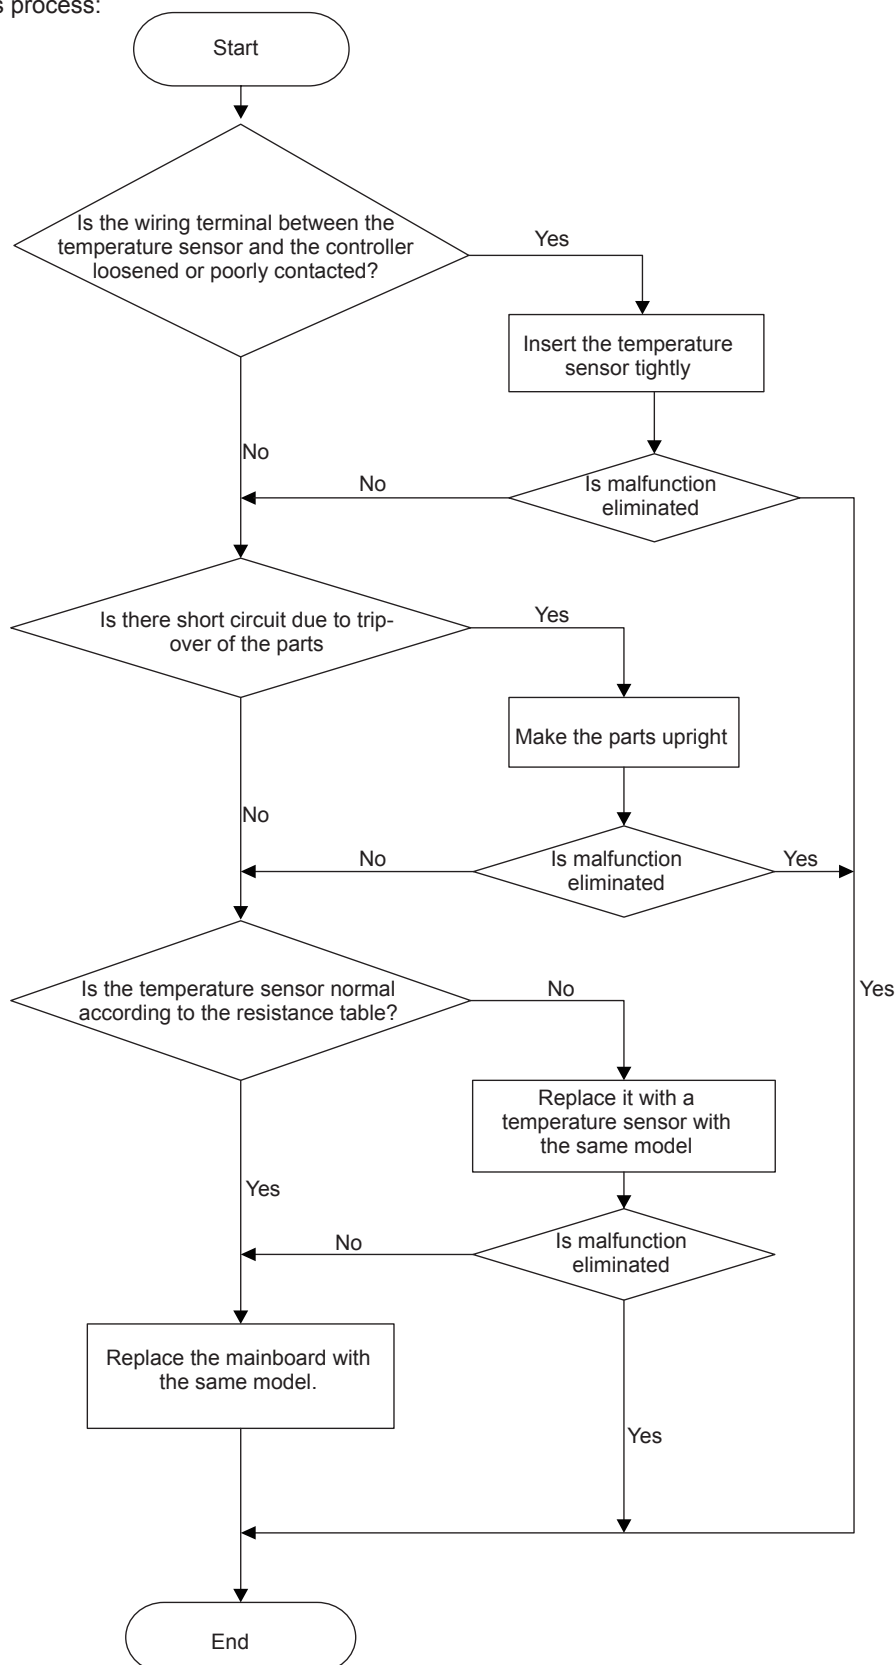 s process:
Start
Is the wiring terminal between the
temperature sensor and the controller
loosened or poorly contacted?
Yes
Insert the temperature
sensor tightly
No
No
Is malfunction
eliminated
Is there short circuit due to trip-
over of the parts
Yes
Make the parts upright
No
No
Is malfunction
eliminated
Yes
Is the temperature sensor normal
according to the resistance table?
No
Yes
Replace it with a
temperature sensor with
the same model
Yes
No
Is malfunction
eliminated
Replace the mainboard with
the same model.
Yes
End